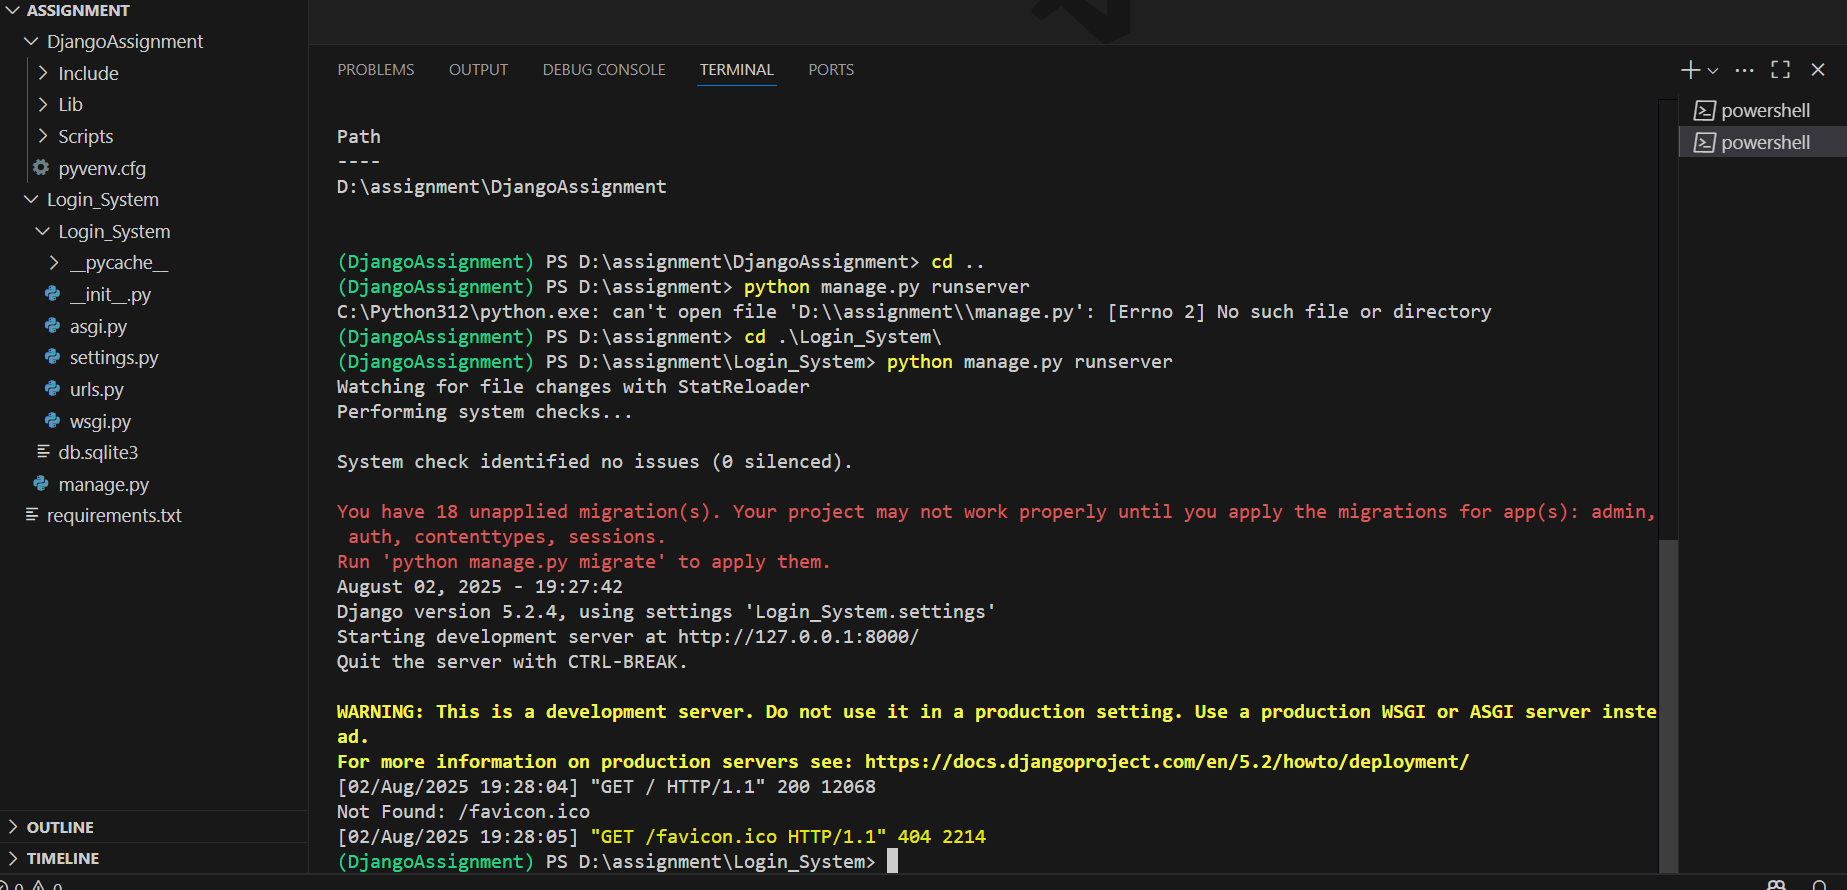 ASSIGNMENT
DjangoAssignment
Include
Lib
Scripts
pyvenv.cfg
Login_System
Login_System
__pycache__
__init__.py
asgi.py
settings.py
urls.py
wsgi.py
db.sqlite3
manage.py
requirements.txt
OUTLINE
TIMELINE
0 0
PROBLEMS OUTPUT DEBUG CONSOLE TERMINAL PORTS
Path
----
D:\assignment\DjangoAssignment
(DjangoAssignment) PS D:\assignment\DjangoAssignment> cd ..
(DjangoAssignment) PS D:\assignment> python manage.py runserver
C:\Python312\python.exe: can't open file 'D:\\assignment\\manage.py': [Errno 2] No such file or directory
(DjangoAssignment) PS D:\assignment> cd .\Login_System\
(DjangoAssignment) PS D:\assignment\Login_System> python manage.py runserver
Watching for file changes with StatReloader
Performing system checks...
System check identified no issues (0 silenced).
You have 18 unapplied migration(s). Your project may not work properly until you apply the migrations for app(s): admin,
auth, contenttypes, sessions.
Run 'python manage.py migrate' to apply them.
August 02, 2025 - 19:27:42
Django version 5.2.4, using settings 'Login_System.settings'
Starting development server at http://127.0.0.1:8000/
Quit the server with CTRL-BREAK.
WARNING: This is a development server. Do not use it in a production setting. Use a production WSGI or ASGI server inste
ad.
For more information on production servers see: https://docs.djangoproject.com/en/5.2/howto/deployment/
[02/Aug/2025 19:28:04] "GET / HTTP/1.1" 200 12068
Not Found: /favicon.ico
[02/Aug/2025 19:28:05] "GET /favicon.ico HTTP/1.1" 404 2214
(DjangoAssignment) PS D:\assignment\Login_System>
powershell
powershell